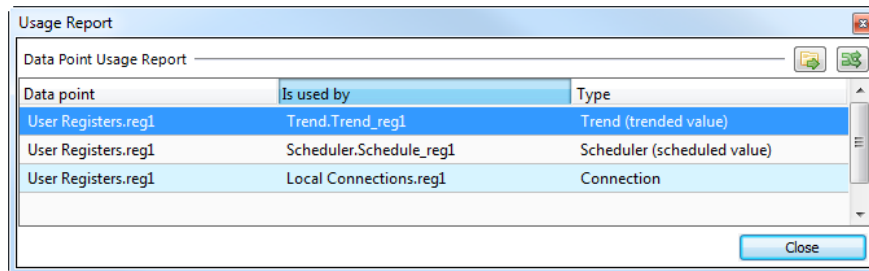 Usage Report
Data Point Usage Report
Data point Is used by Type
User Registers.reg1 Trend.Trend_reg1 Trend (trended value)
User Registers.reg1 Scheduler.Schedule_reg1 Scheduler (scheduled value)
User Registers.reg1 Local Connections.reg1 Connection
Close